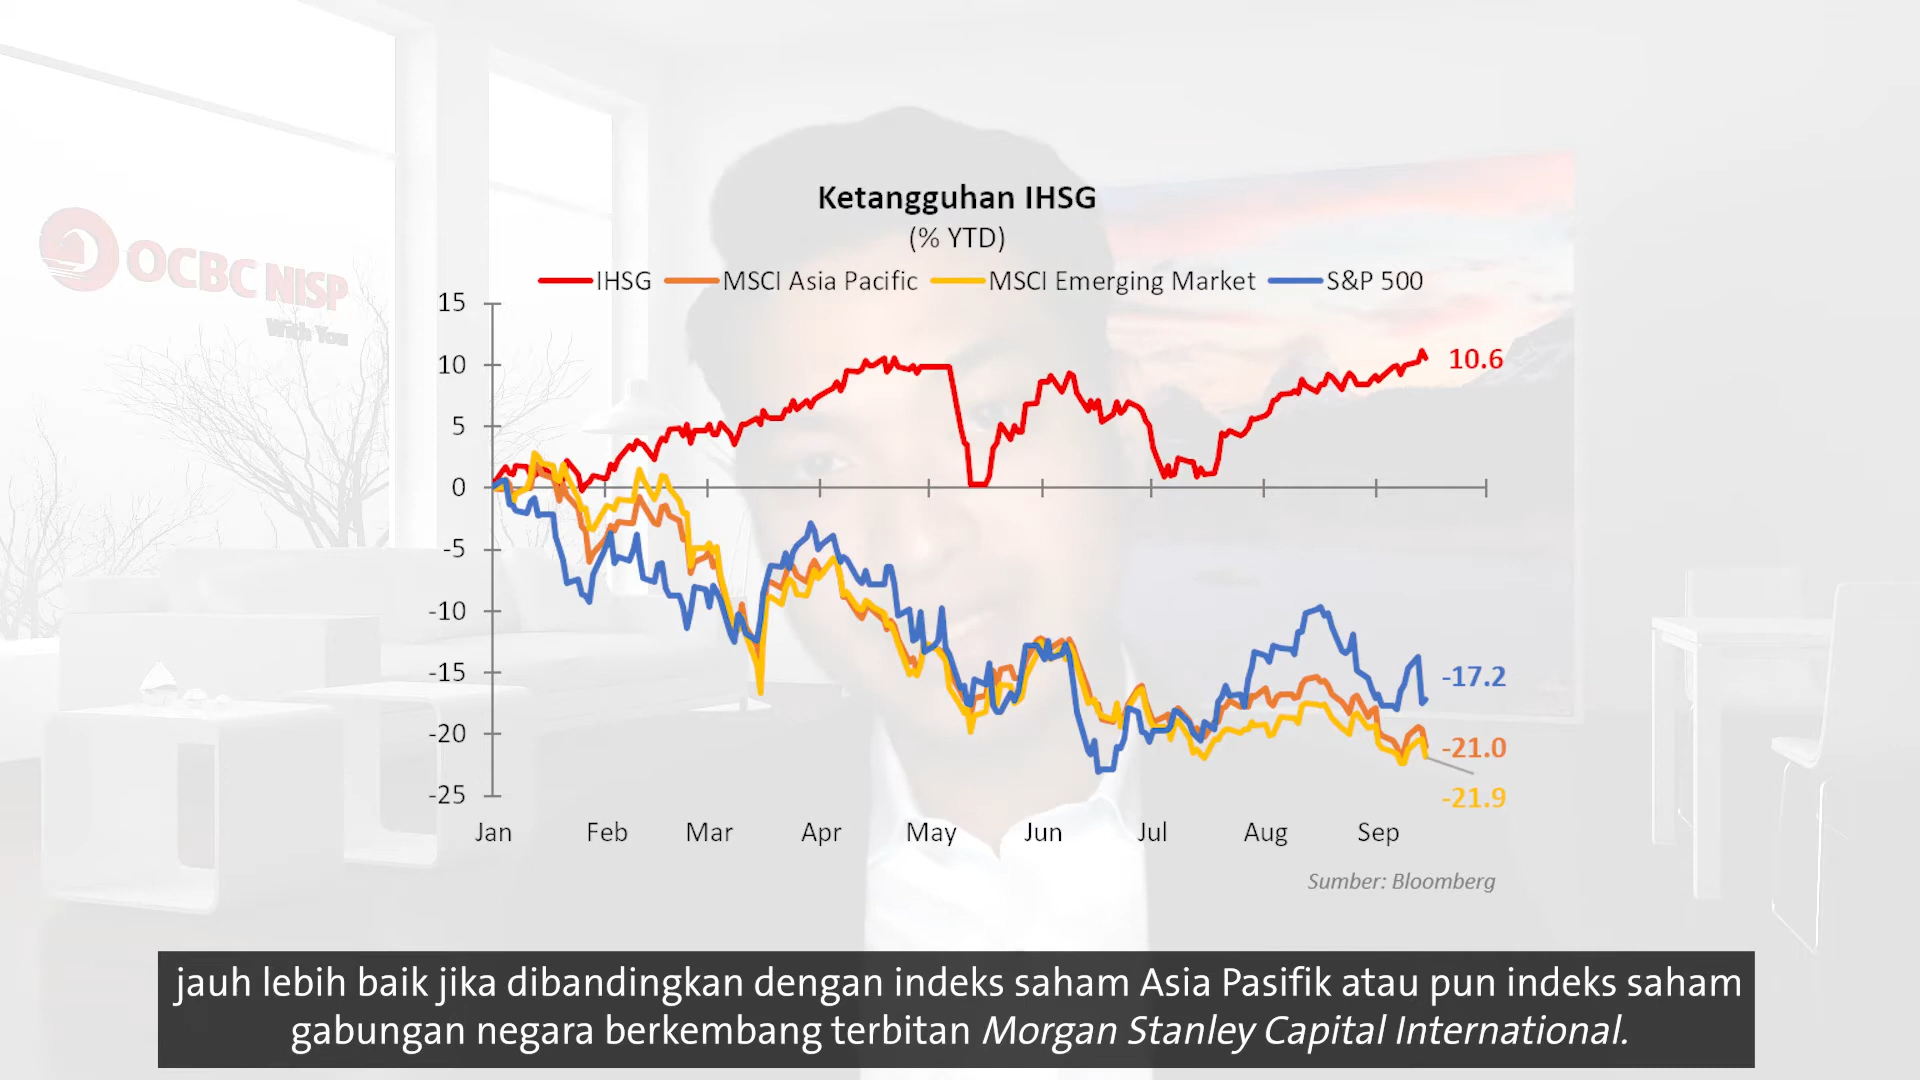 Ketangguhan IHSG
(% YTD)
IHSG MSCI Asia Pacific MSCI Emerging Market S&P 500
OCBC NISP
With You
15
10
5
0
-5
-10
-15
-20
-25
10.6
-17.2
-21.0
-21.9
Jan Feb Mar Apr May Jun Jul Aug Sep
Sumber: Bloomberg
jauh lebih baik jika dibandingkan dengan indeks saham Asia Pasifik atau pun indeks saham
gabungan negara berkembang terbitan Morgan Stanley Capital International.